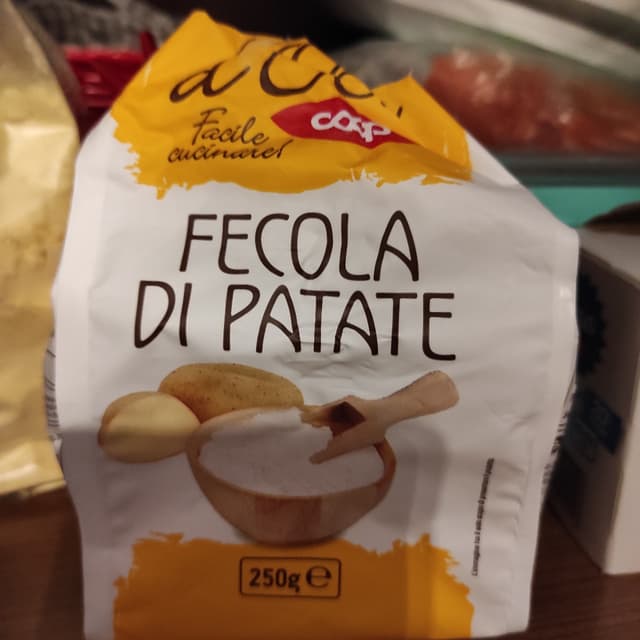 Facile
cucinare!
coop
FECOLA
DI PATATE
250g ℮